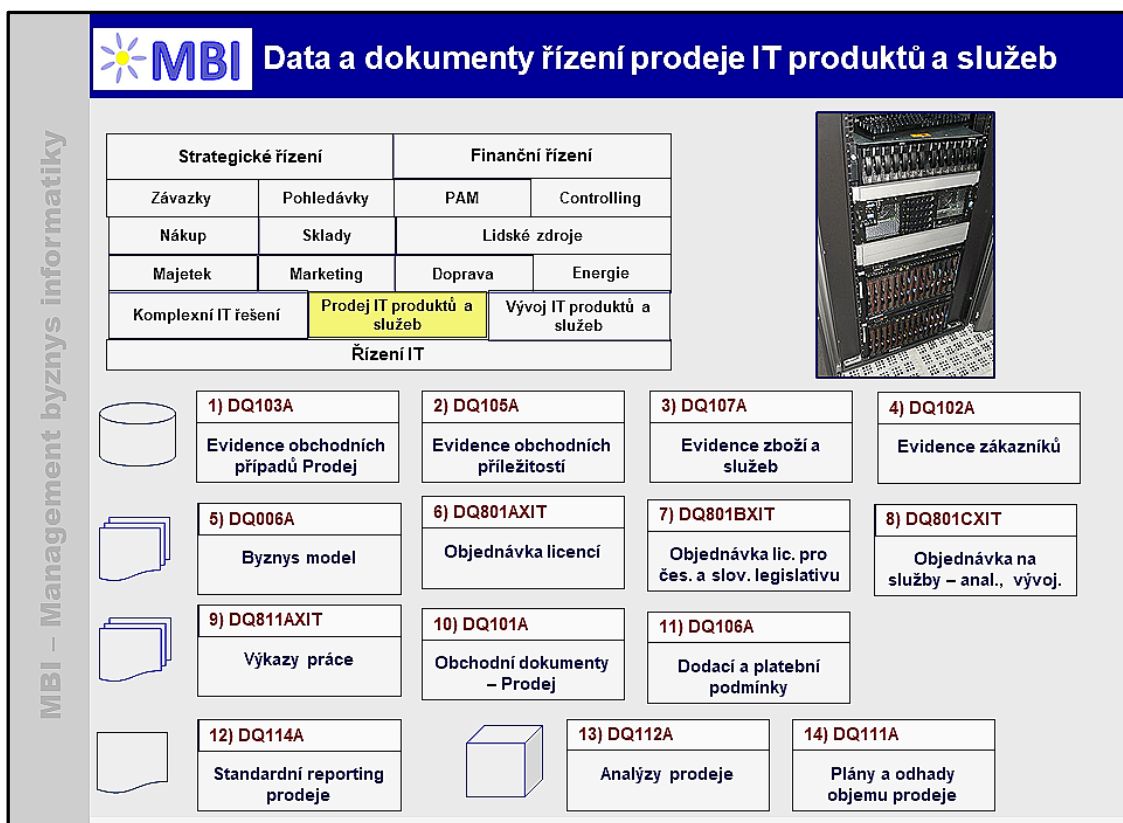 MBI
Data a dokumenty řízení prodeje IT produktů a služeb
MBI – Management byznys informatiky
Strategické řízení
Finanční řízení
Závazky
Pohledávky
PAM
Controlling
Nákup
Sklady
Lidské zdroje
Majetek
Marketing
Doprava
Energie
Komplexní IT řešení
Prodej IT produktů a
služeb
Vývoj IT produktů a
služeb
Řízení IT
1) DQ103A
Evidence obchodních
případů Prodej
2) DQ105A
Evidence obchodních
příležitostí
3) DQ107A
Evidence zboží a
služeb
4) DQ102A
Evidence zákazníků
5) DQ006A
Byznys model
6) DQ801AXIT
Objednávka licencí
7) DQ801BXIT
Objednávka lic. pro
čes. a slov. legislativu
8) DQ801CXIT
Objednávka na
služby – anal., vývoj.
9) DQ811AXIT
Výkazy práce
10) DQ101A
Obchodní dokumenty
– Prodej
11) DQ106A
Dodací a platební
podmínky
12) DQ114A
Standardní reporting
prodeje
13) DQ112A
Analýzy prodeje
14) DQ111A
Plány a odhady
objemu prodeje